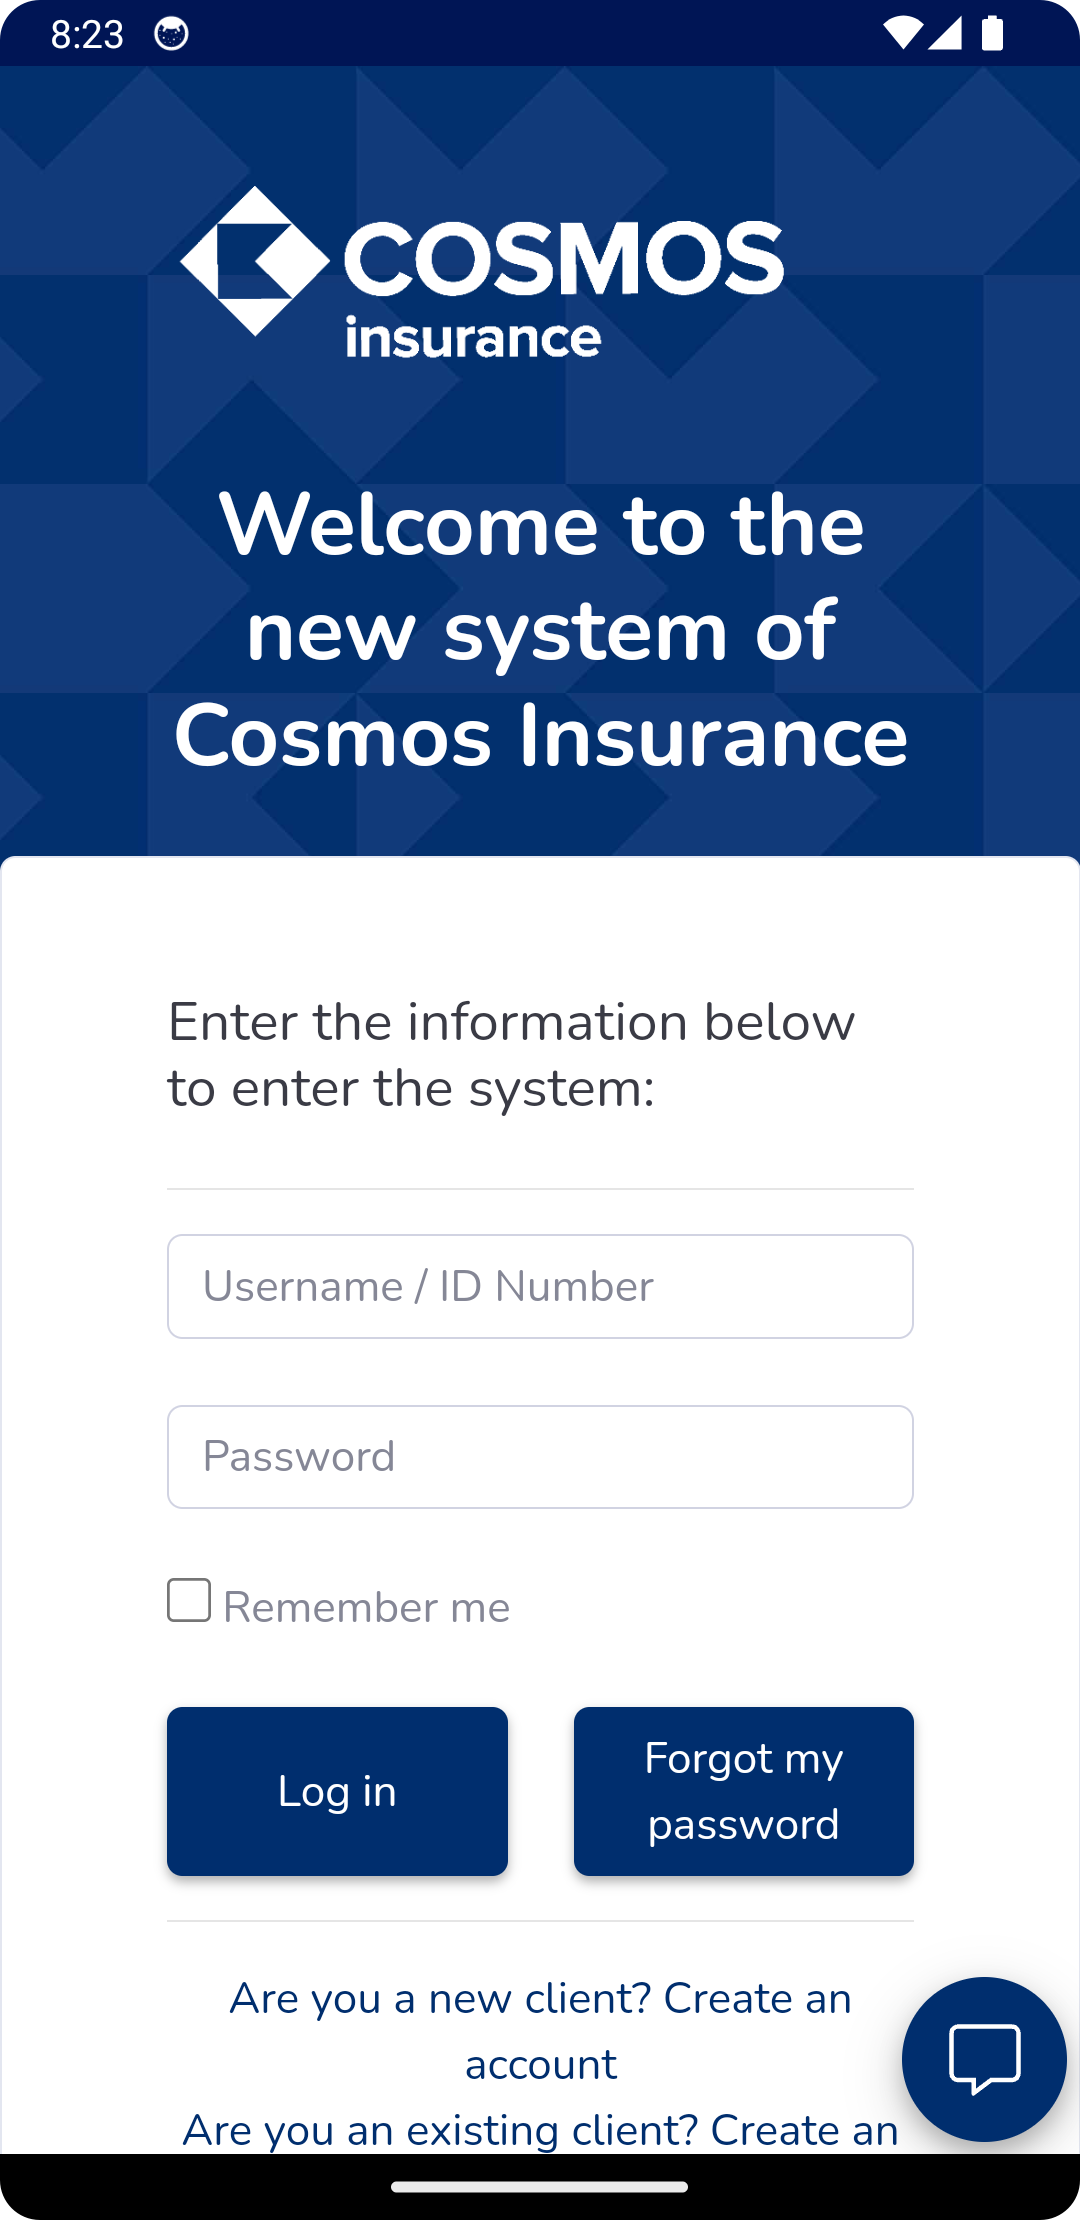 8:23
COSMOS
insurance
Welcome to the
new system of
Cosmos Insurance
Enter the information below
to enter the system:
Username / ID Number
Password
Remember me
Log in
Forgot my
password
Are you a new client? Create an
account
Are you an existing client? Create an